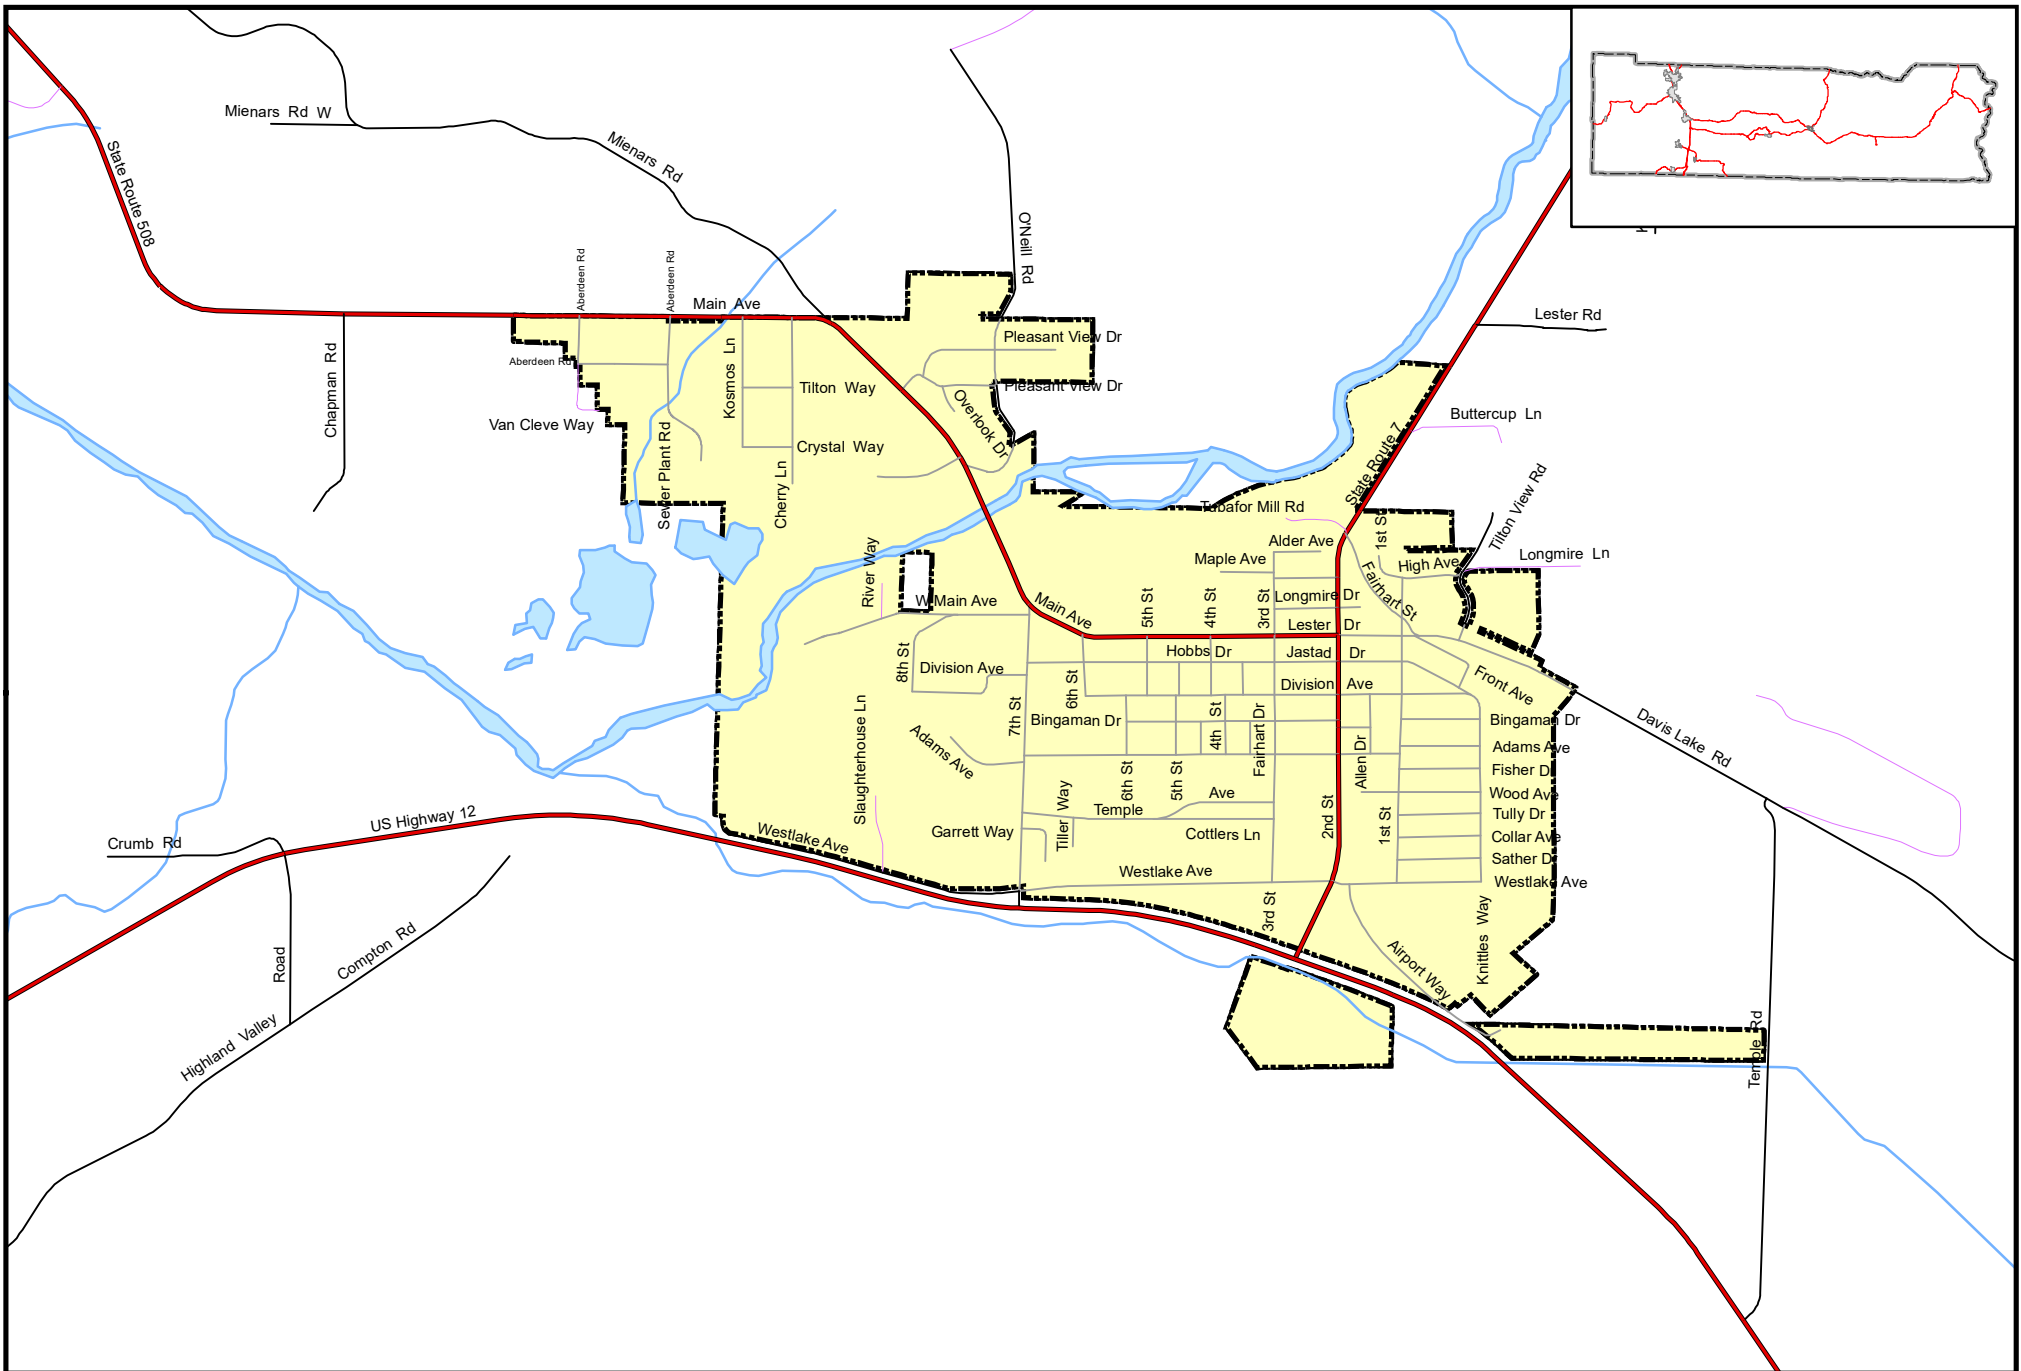 Mienars Rd W
Mienars Rd
State Route 508
O'Neill Rd
Aberdeen Rd
Aberdeen Rd
Main Ave
Lester Rd
Pleasant View Dr
Chapman Rd
Aberdeen Rd
Kosmos Ln
Tilton Way
Pleasant View Dr
Overlook Dr
Van Cleve Way
Buttercup Ln
Sewer Plant Rd
Crystal Way
Cherry Ln
State Route 7
Tilton View Rd
Tubafor Mill Rd
1st St
Alder Ave
Maple Ave
High Ave
Longmire Ln
River Way
Fairhart St
W Main Ave
Main Ave
5th St
4th St
3rd St
Longmire Dr
Lester Dr
8th St
Hobbs Dr
Jastad Dr
Division Ave
6th St
Division Ave
Front Ave
Slaughterhouse Ln
7th St
Bingaman Dr
4th St
Fairhart Dr
Bingaman Dr
Davis Lake Rd
Adams Ave
Allen Dr
Adams Ave
6th St
5th St
Fisher Dr
Tiller Way
Temple Ave
Wood Ave
US Highway 12
Westlake Ave
Garrett Way
Cottlers Ln
2nd St
1st St
Tully Dr
Collar Ave
Crumb Rd
Sather Dr
Westlake Ave
Westlake Ave
3rd St
Knittles Way
Road
Compton Rd
Airport Way
Highland Valley
Temple Rd